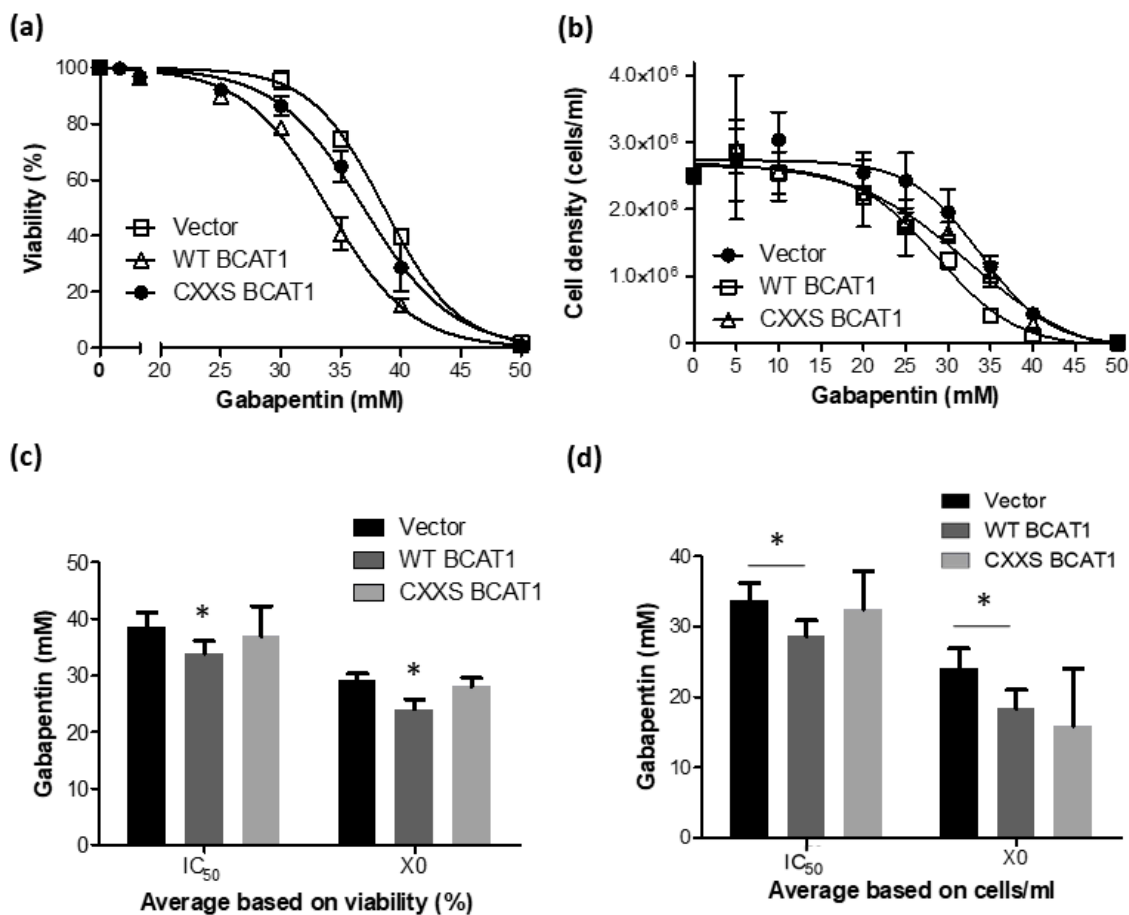 (a)
100
80
60
40
20
0
Viability (%)
Vector
WT BCAT1
CXXS BCAT1
0 20 25 30 35 40 45 50
Gabapentin (mM)
(b)
4.0x10⁶
3.0x10⁶
2.0x10⁶
1.0x10⁶
0
Cell density (cells/ml)
Vector
WT BCAT1
CXXS BCAT1
0 5 10 15 20 25 30 35 40 45 50
Gabapentin (mM)
(c)
Vector
WT BCAT1
CXXS BCAT1
50
40
30
20
10
0
Gabapentin (mM)
* *
IC₅₀ X0
Average based on viability (%)
(d)
Vector
WT BCAT1
CXXS BCAT1
40
30
20
10
0
Gabapentin (mM)
* *
IC₅₀ X0
Average based on cells/ml